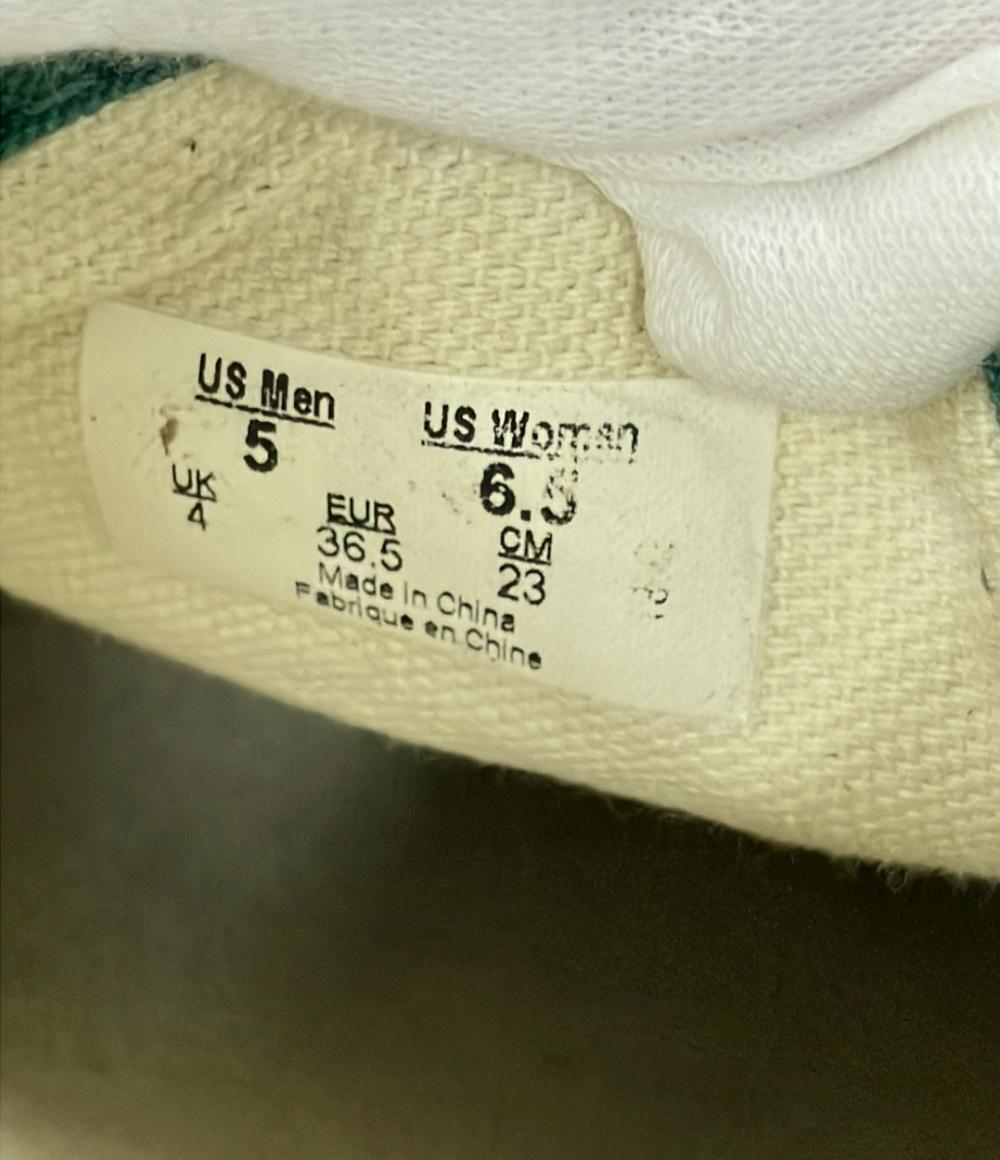 US Men US Woman
5 6.5
UK EUR CM
4 36.5 23
Made in China
Fabrique en Chine